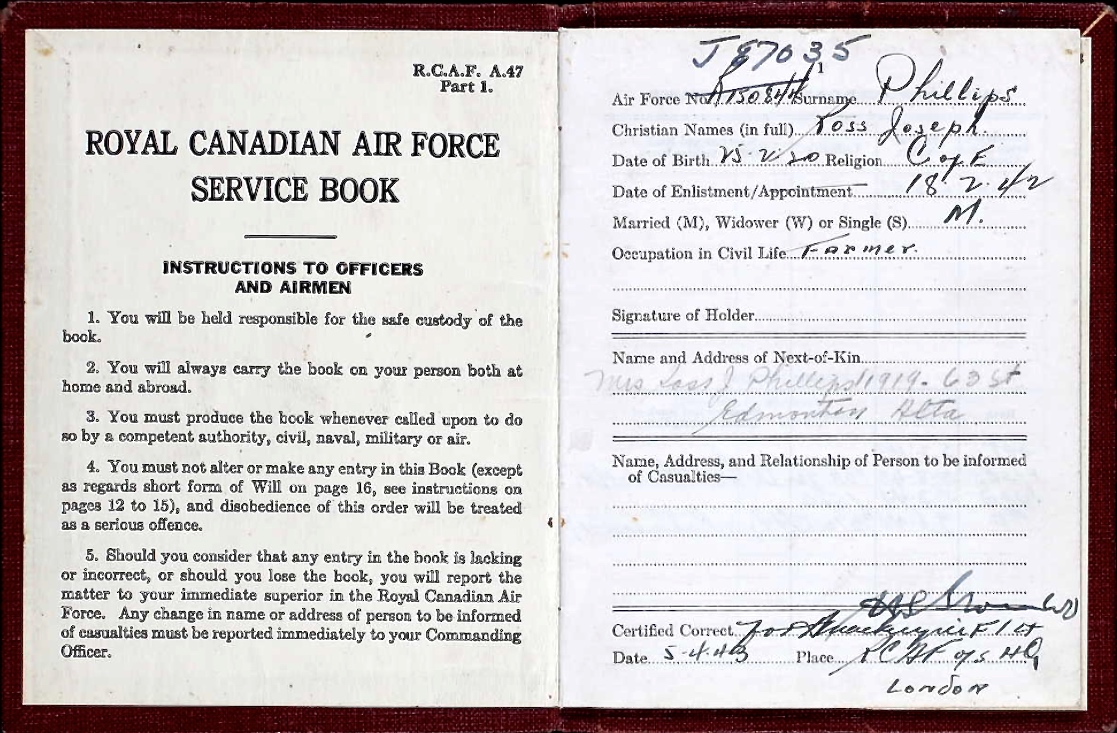 R.C.A.F. A.47
Part 1.
ROYAL CANADIAN AIR FORCE
SERVICE BOOK
INSTRUCTIONS TO OFFICERS
AND AIRMEN
1. You will be held responsible for the safe custody of the
book.
2. You will always carry the book on your person both at
home and abroad.
3. You must produce the book whenever called upon to do
so by a competent authority, civil, naval, military or air.
4. You must not alter or make any entry in this Book (except
as regards short form of Will on page 16, see instructions on
pages 12 to 15), and disobedience of this order will be treated
as a serious offence.
5. Should you consider that any entry in the book is lacking
or incorrect, or should you lose the book, you will report the
matter to your immediate superior in the Royal Canadian Air
Force. Any change in name or address of person to be informed
of casualties must be reported immediately to your Commanding
Officer.
J87035
1
Air Force No. R150844 Surname Phillips
Christian Names (in full) Ross Joseph.
Date of Birth 25·2·20 Religion C of E
Date of Enlistment/Appointment 18·2·42
Married (M), Widower (W) or Single (S) M.
Occupation in Civil Life Farmer.
Signature of Holder
Name and Address of Next-of-Kin
Mrs Ross J Phillips 11919 - 63 St
Edmonton Alta
Name, Address, and Relationship of Person to be informed
of Casualties—
Certified Correct for F/Lt
Date 5·4·43 Place RCAF o/s HQ
London